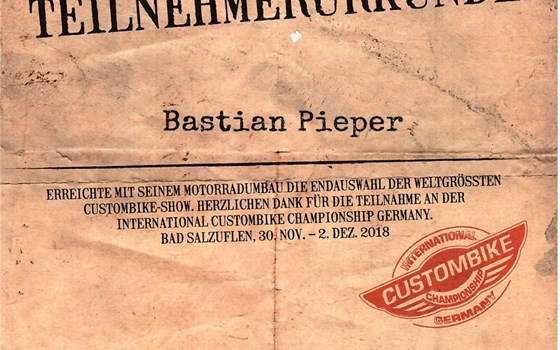 TEILNEHMERURKUNDE
Bastian Pieper
ERREICHTE MIT SEINEM MOTORRADUMBAU DIE ENDAUSWAHL DER WELTGRÖSSTEN
CUSTOMBIKE-SHOW. HERZLICHEN DANK FÜR DIE TEILNAHME AN DER
INTERNATIONAL CUSTOMBIKE CHAMPIONSHIP GERMANY.
BAD SALZUFLEN, 30. NOV. – 2. DEZ. 2018
INTERNATIONAL
CUSTOMBIKE
CHAMPIONSHIP
GERMANY